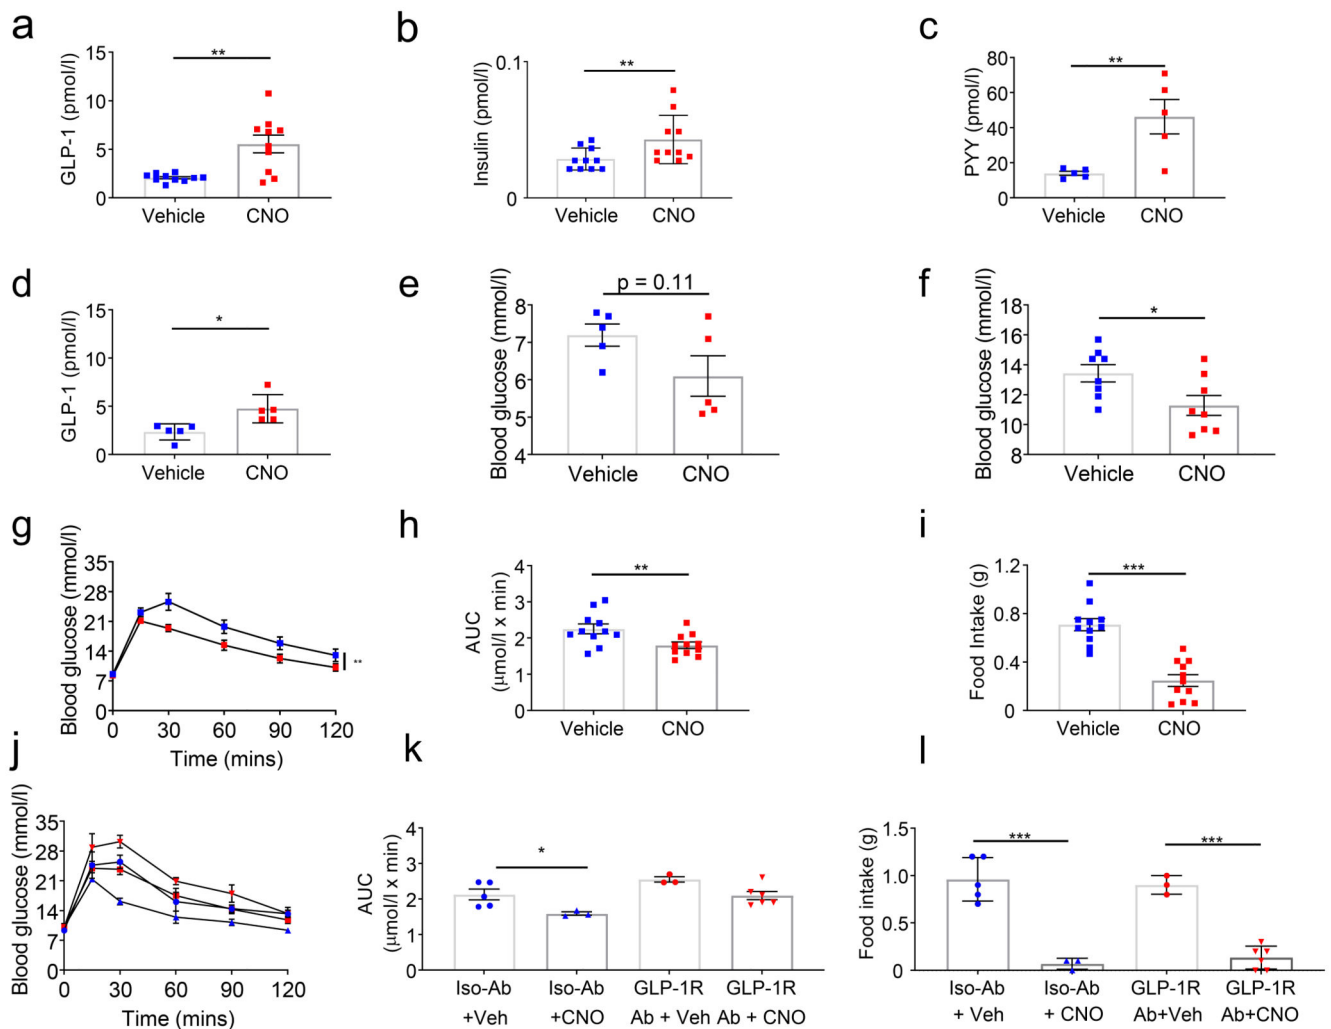 a
GLP-1 (pmol/l)
15
10
5
0
**
Vehicle CNO
b
Insulin (pmol/l)
0.1
0
**
Vehicle CNO
c
PYY (pmol/l)
80
60
40
20
0
**
Vehicle CNO
d
GLP-1 (pmol/l)
15
10
5
0
*
Vehicle CNO
e
Blood glucose (mmol/l)
8
7
6
5
4
p = 0.11
Vehicle CNO
f
Blood glucose (mmol/l)
18
16
14
12
10
8
*
Vehicle CNO
g
Blood glucose (mmol/l)
35
28
21
14
7
0
**
0 30 60 90 120
Time (mins)
h
AUC
(μmol/l x min)
4
3
2
1
0
**
Vehicle CNO
i
Food Intake (g)
1.2
0.8
0.4
0
***
Vehicle CNO
j
Blood glucose (mmol/l)
35
28
21
14
7
0
0 30 60 90 120
Time (mins)
k
AUC
(μmol/l x min)
4
3
2
1
0
*
Iso-Ab Iso-Ab GLP-1R GLP-1R
+Veh +CNO Ab + Veh Ab + CNO
l
Food intake (g)
1.5
1.0
0.5
0
*** ***
Iso-Ab Iso-Ab GLP-1R GLP-1R
+ Veh + CNO Ab+Veh Ab+CNO